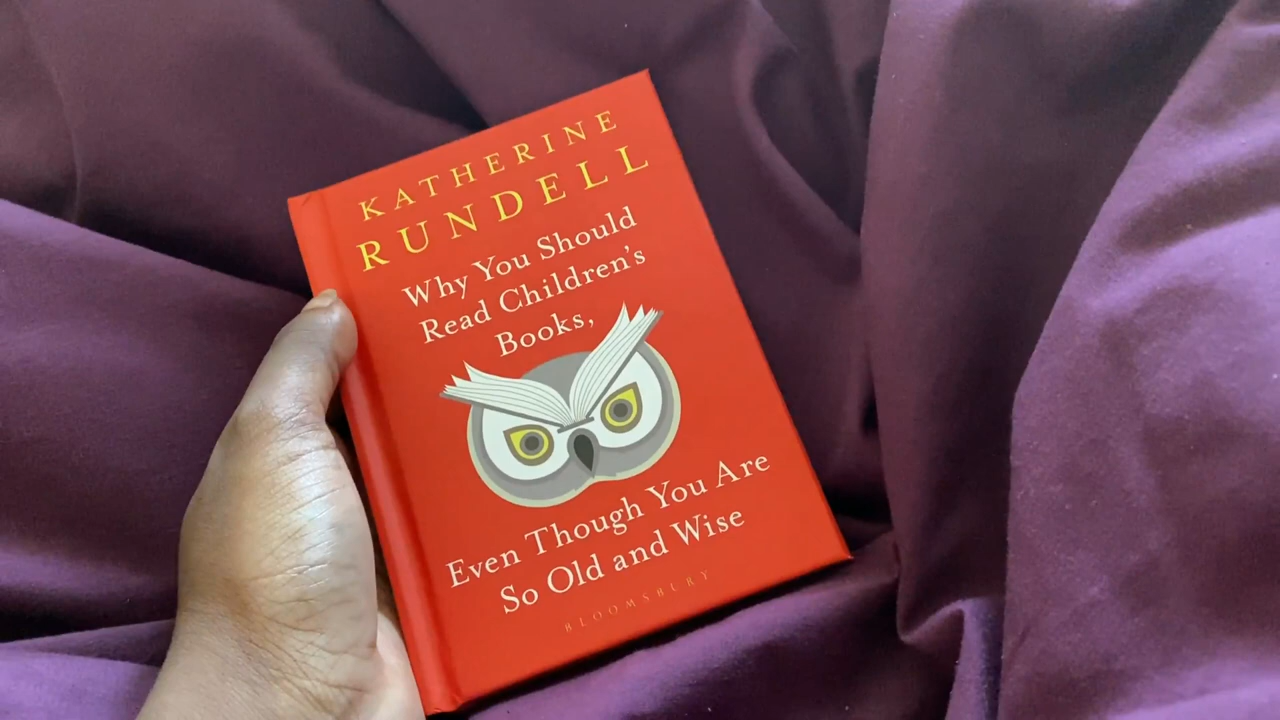 KATHERINE
RUNDELL
Why You Should
Read Children's
Books,
Even Though You Are
So Old and Wise
BLOOMSBURY